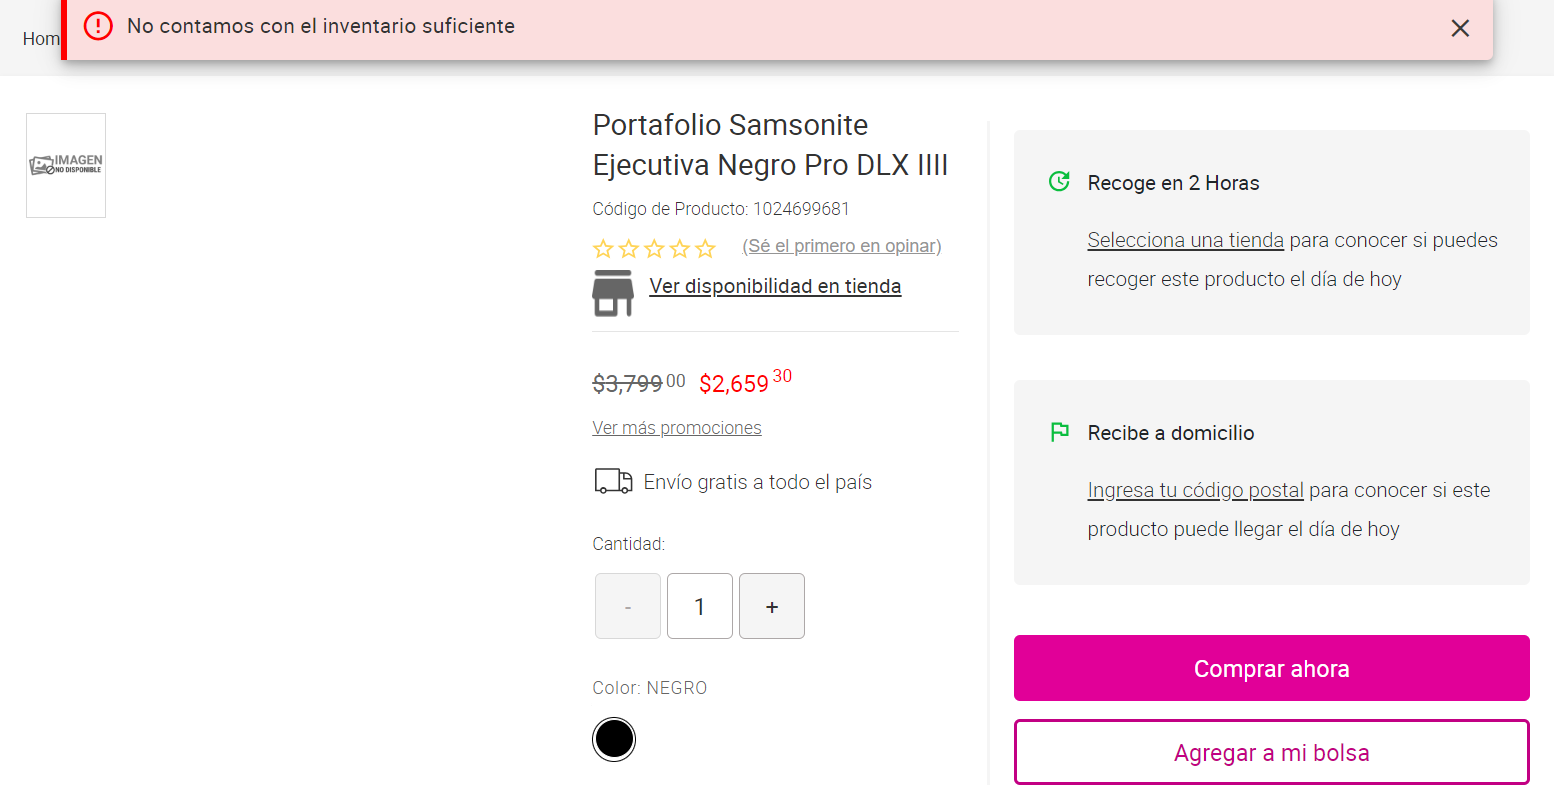 No contamos con el inventario suficiente
Hom
IMAGEN
NO DISPONIBLE
Portafolio Samsonite
Ejecutiva Negro Pro DLX IIII
Código de Producto: 1024699681
(Sé el primero en opinar)
Ver disponibilidad en tienda
$3,799 00 $2,659 30
Ver más promociones
Envío gratis a todo el país
Cantidad:
- 1 +
Color: NEGRO
Recoge en 2 Horas
Selecciona una tienda para conocer si puedes
recoger este producto el día de hoy
Recibe a domicilio
Ingresa tu código postal para conocer si este
producto puede llegar el día de hoy
Comprar ahora
Agregar a mi bolsa